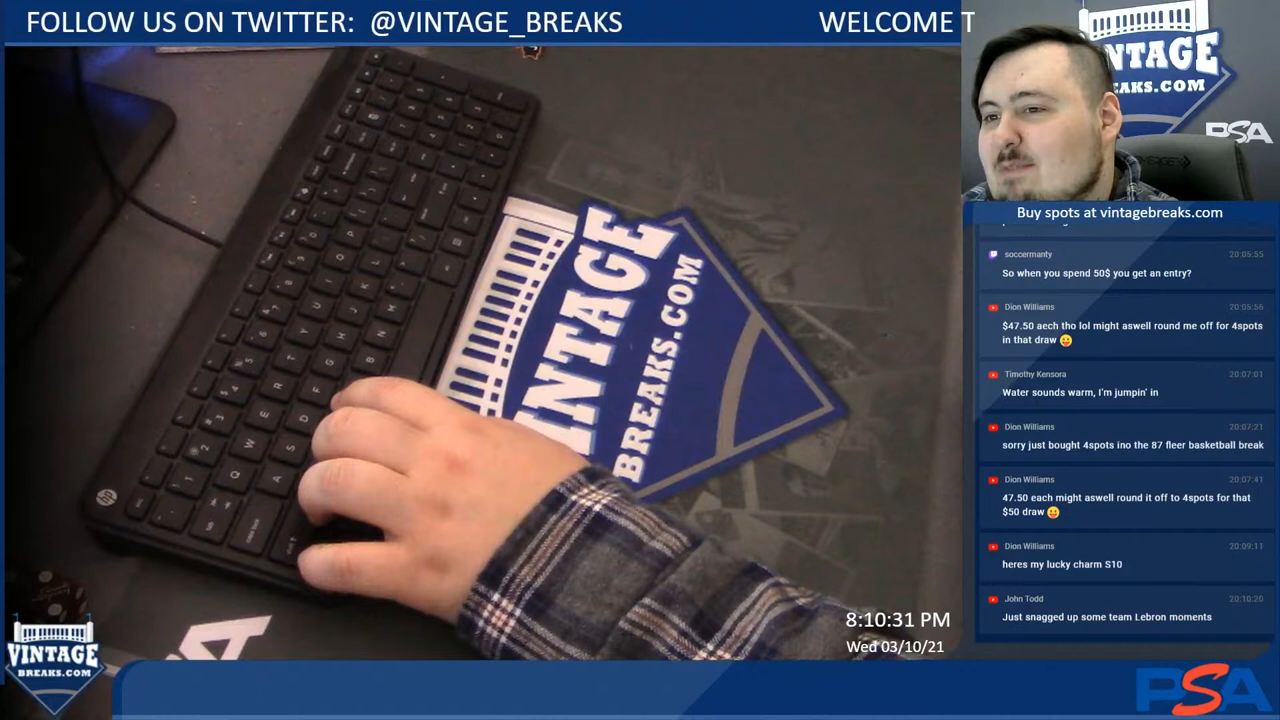 FOLLOW US ON TWITTER: @VINTAGE_BREAKS WELCOME T
VINTAGE
BREAKS.COM
PSA
Buy spots at vintagebreaks.com
soccermanty 20:05:55
So when you spend 50$ you get an entry?
Dion Williams 20:05:56
$47.50 aech tho lol might aswell round me off for 4spots
in that draw 😛
Timothy Kensora 20:07:01
Water sounds warm, I'm jumpin' in
Dion Williams 20:07:21
sorry just bought 4spots ino the 87 fleer basketball break
Dion Williams 20:07:41
47.50 each might aswell round it off to 4spots for that
$50 draw 😛
Dion Williams 20:09:11
heres my lucky charm S10
John Todd 20:10:20
Just snagged up some team Lebron moments
NTAGE
AKS.COM
PSA
hp
8:10:31 PM
Wed 03/10/21
VINTAGE
BREAKS.COM
PSA